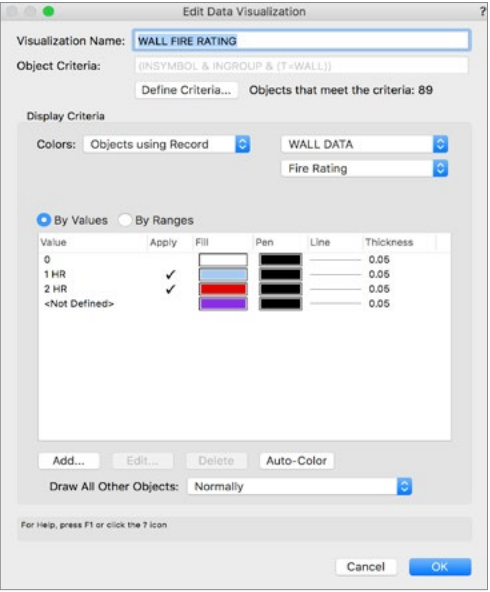 Edit Data Visualization
?
Visualization Name: WALL FIRE RATING
Object Criteria: (INSYMBOL & INGROUP & (T=WALL))
Define Criteria... Objects that meet the criteria: 89
Display Criteria
Colors: Objects using Record WALL DATA
Fire Rating
By Values By Ranges
Value Apply Fill Pen Line Thickness
0 0.05
1 HR ✓ 0.05
2 HR ✓ 0.05
<Not Defined> 0.05
Add... Edit... Delete Auto-Color
Draw All Other Objects: Normally
For Help, press F1 or click the ? icon
Cancel OK